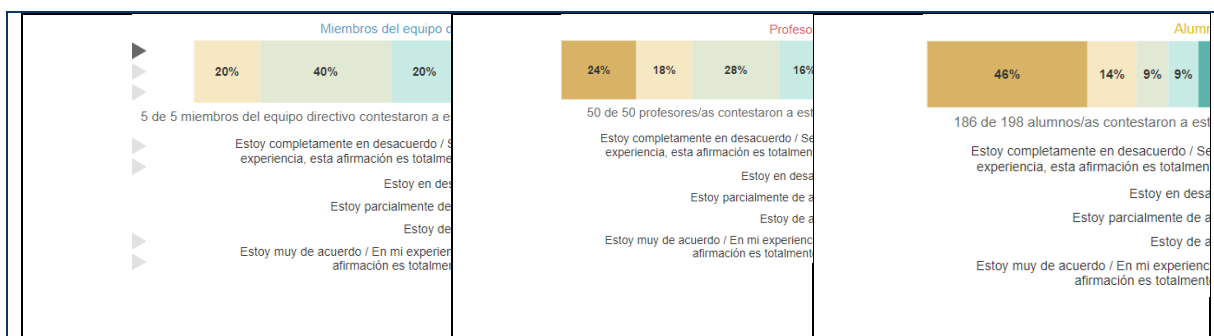 Miembros del equipo d
20% 40% 20%
5 de 5 miembros del equipo directivo contestaron a es
Estoy completamente en desacuerdo / S
experiencia, esta afirmación es totalme
Estoy en des
Estoy parcialmente de
Estoy de
Estoy muy de acuerdo / En mi experien
afirmación es totalmen
Profeso
24% 18% 28% 16%
50 de 50 profesores/as contestaron a est
Estoy completamente en desacuerdo / Se
experiencia, esta afirmación es totalmen
Estoy en desa
Estoy parcialmente de a
Estoy de a
Estoy muy de acuerdo / En mi experienc
afirmación es totalment
Alumn
46% 14% 9% 9%
186 de 198 alumnos/as contestaron a est
Estoy completamente en desacuerdo / Se
experiencia, esta afirmación es totalmen
Estoy en desa
Estoy parcialmente de a
Estoy de a
Estoy muy de acuerdo / En mi experienc
afirmación es totalment